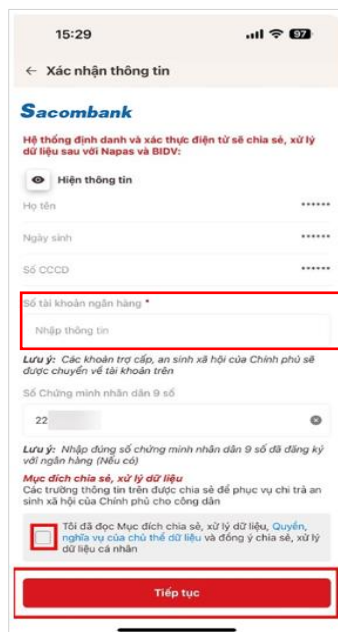 15:29
97
← Xác nhận thông tin
Sacombank
Hệ thống định danh và xác thực điện tử sẽ chia sẻ, xử lý
dữ liệu sau với Napas và BIDV:
Hiện thông tin
Họ tên ******
Ngày sinh ******
Số CCCD ******
Số tài khoản ngân hàng *
Nhập thông tin
Lưu ý: Các khoản trợ cấp, an sinh xã hội của Chính phủ sẽ
được chuyển về tài khoản trên
Số Chứng minh nhân dân 9 số
22
Lưu ý: Nhập đúng số chứng minh nhân dân 9 số đã đăng ký
với ngân hàng (Nếu có)
Mục đích chia sẻ, xử lý dữ liệu
Các trường thông tin trên được chia sẻ để phục vụ chi trả an
sinh xã hội của Chính phủ cho công dân
Tôi đã đọc Mục đích chia sẻ, xử lý dữ liệu, Quyền,
nghĩa vụ của chủ thể dữ liệu và đồng ý chia sẻ, xử lý
dữ liệu cá nhân
Tiếp tục